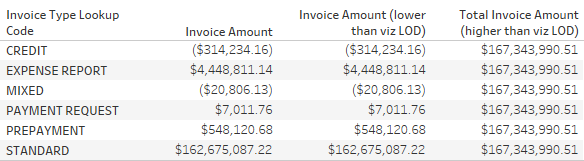 Invoice Type Lookup Code Invoice Amount Invoice Amount (lower than viz LOD) Total Invoice Amount (higher than viz LOD)
CREDIT ($314,234.16) ($314,234.16) $167,343,990.51
EXPENSE REPORT $4,448,811.14 $4,448,811.14 $167,343,990.51
MIXED ($20,806.13) ($20,806.13) $167,343,990.51
PAYMENT REQUEST $7,011.76 $7,011.76 $167,343,990.51
PREPAYMENT $548,120.68 $548,120.68 $167,343,990.51
STANDARD $162,675,087.22 $162,675,087.22 $167,343,990.51